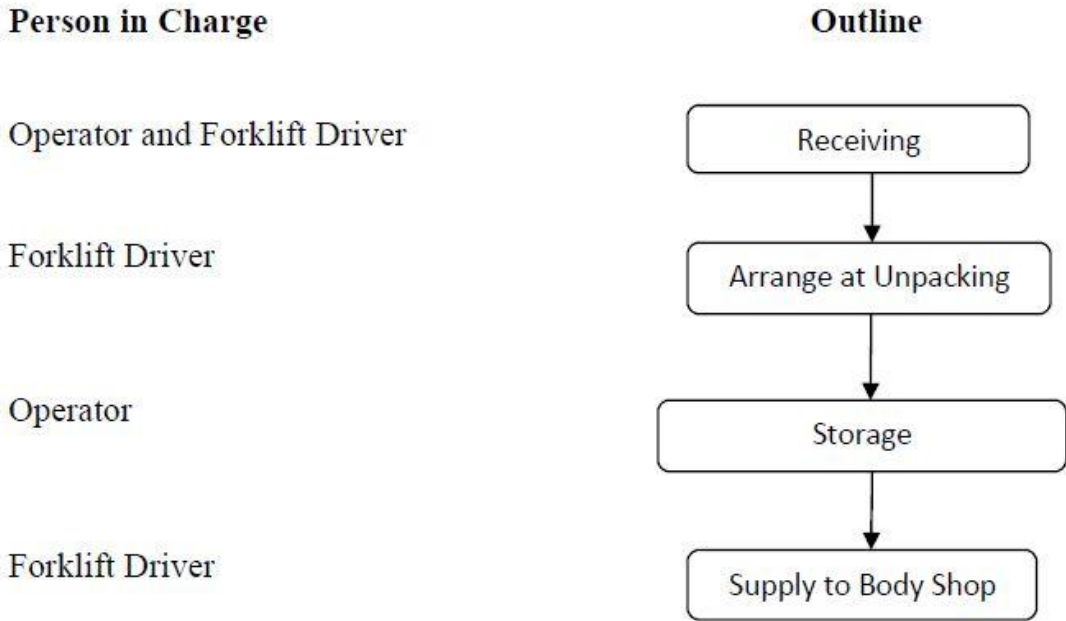 Person in Charge
Outline
Operator and Forklift Driver
Receiving
Forklift Driver
Arrange at Unpacking
Operator
Storage
Forklift Driver
Supply to Body Shop